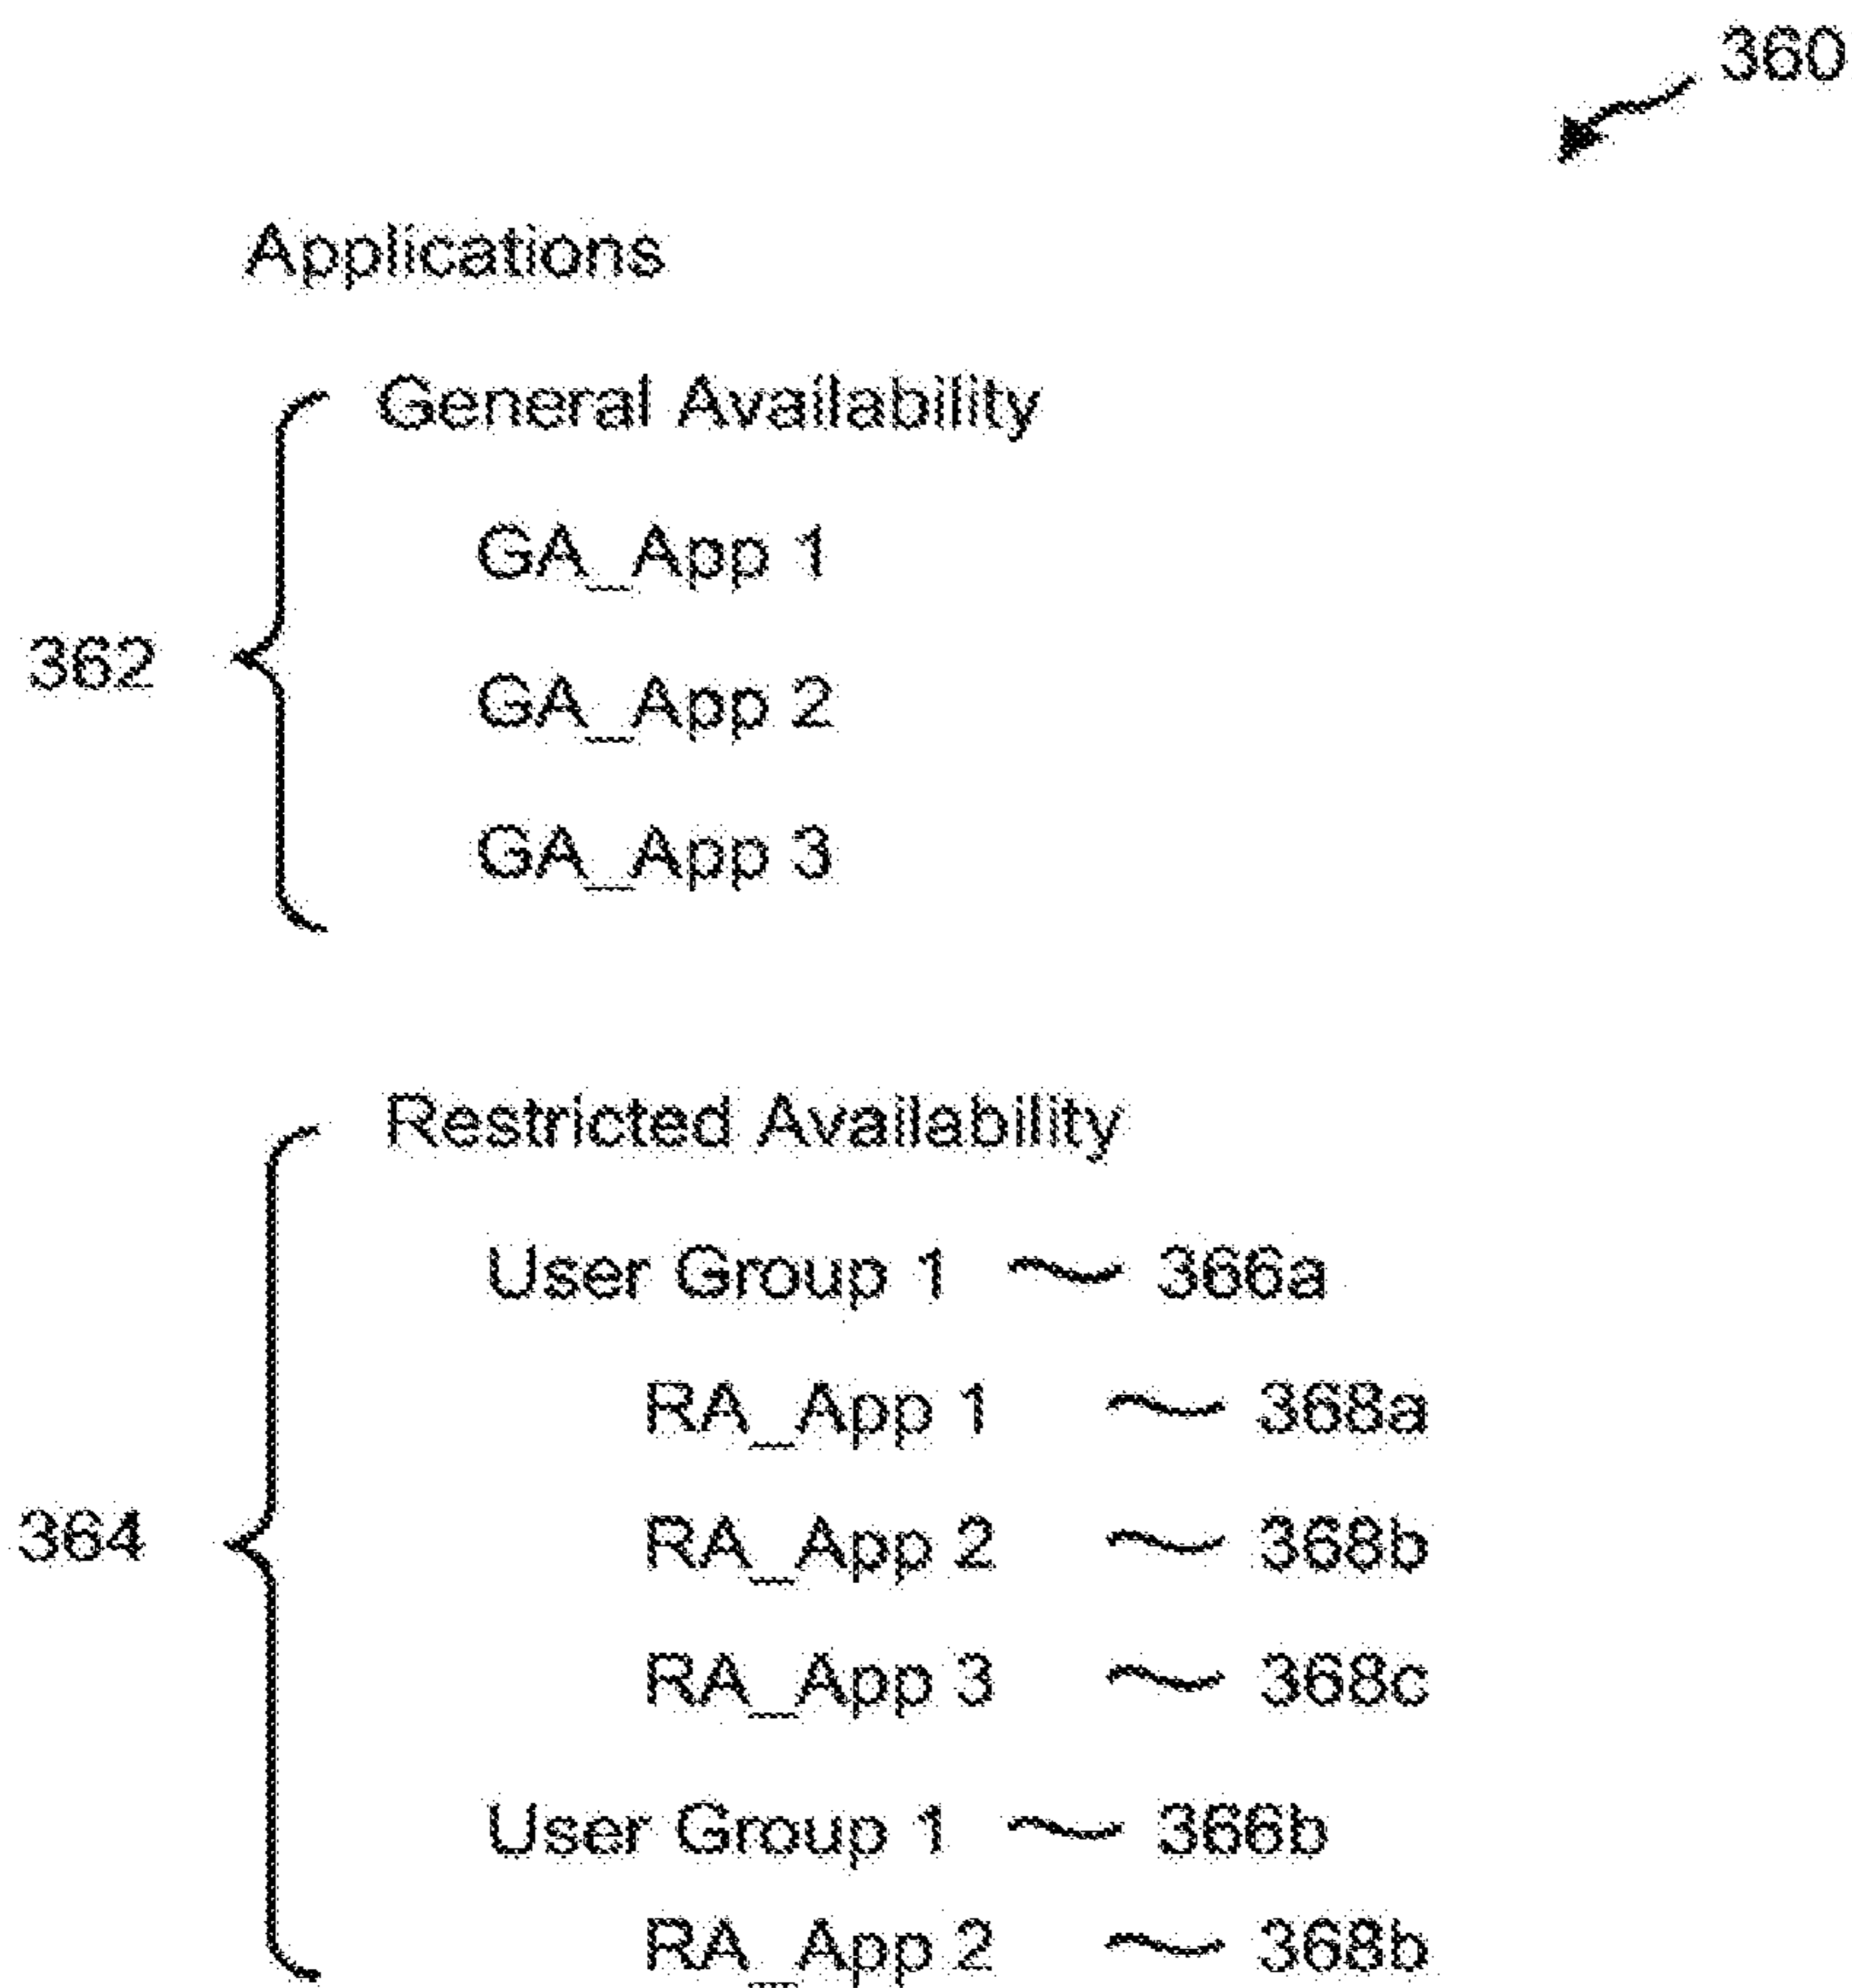 360
Applications
General Availability
GA_App 1
GA_App 2
362
GA_App 3
Restricted Availability
User Group 1 366a
RA_App 1 368a
364
RA_App 2 368b
RA_App 3 368c
User Group 1 366b
RA_App 2 368b